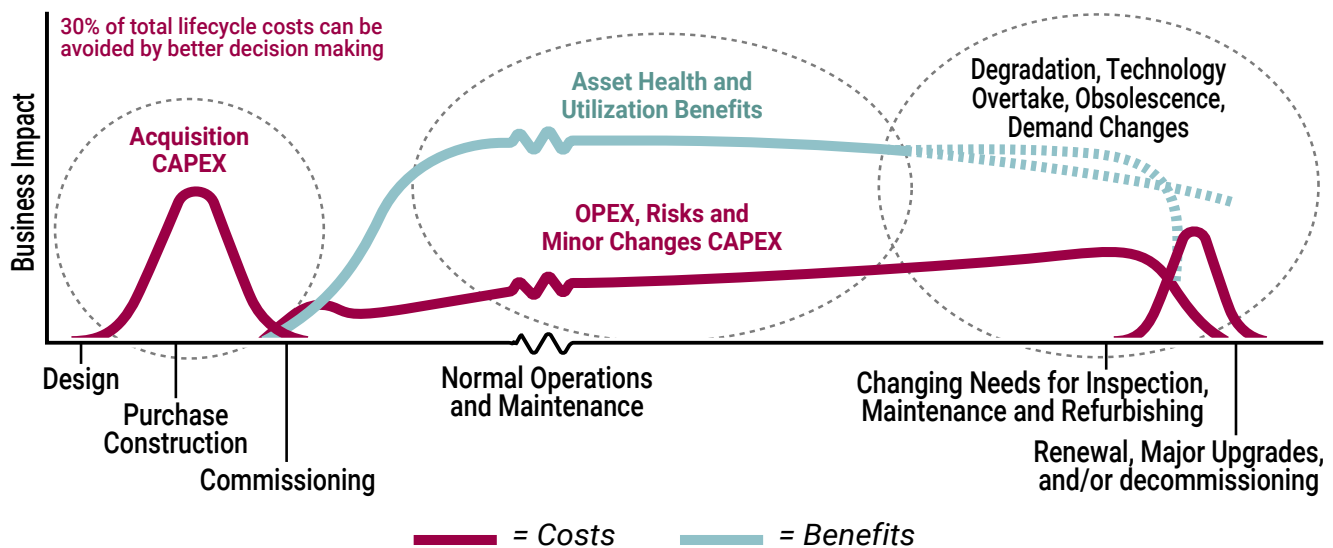 30% of total lifecycle costs can be
avoided by better decision making
Business Impact
Acquisition
CAPEX
Asset Health and
Utilization Benefits
OPEX, Risks and
Minor Changes CAPEX
Degradation, Technology
Overtake, Obsolescence,
Demand Changes
Design
Purchase
Construction
Commissioning
Normal Operations
and Maintenance
Changing Needs for Inspection,
Maintenance and Refurbishing
Renewal, Major Upgrades,
and/or decommissioning
= Costs
= Benefits